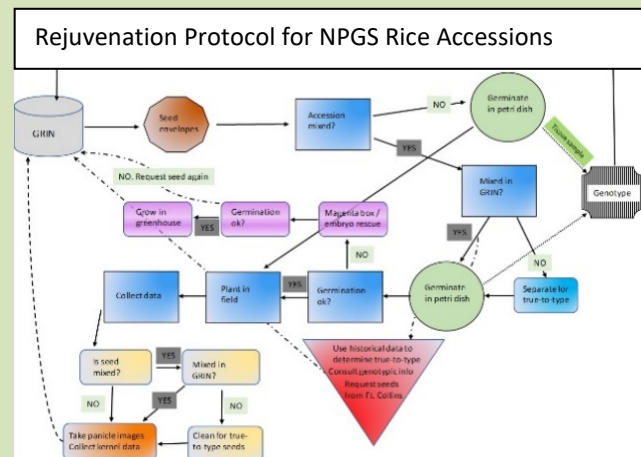 Rejuvenation Protocol for NPGS Rice Accessions
GRIN
Seed
envelopes
Accession
mixed?
NO
Germinate
in petri dish
Tissue sample
YES
Mixed in
GRIN?
Genotype
NO. Request seed again
Grow in
greenhouse
YES
Germination
ok?
Magenta box /
embryo rescue
YES
NO
NO
Collect data
Plant in
field
YES
Germination
ok?
Germinate
in petri dish
Separate for
true-to-type
Use historical data to
determine true-to-type
Consult genotypic info
Request seeds
from Ft. Collins
Is seed
mixed?
YES
Mixed in
GRIN?
NO
YES
NO
Take panicle images
Collect kernel data
Clean for true-
to-type seeds